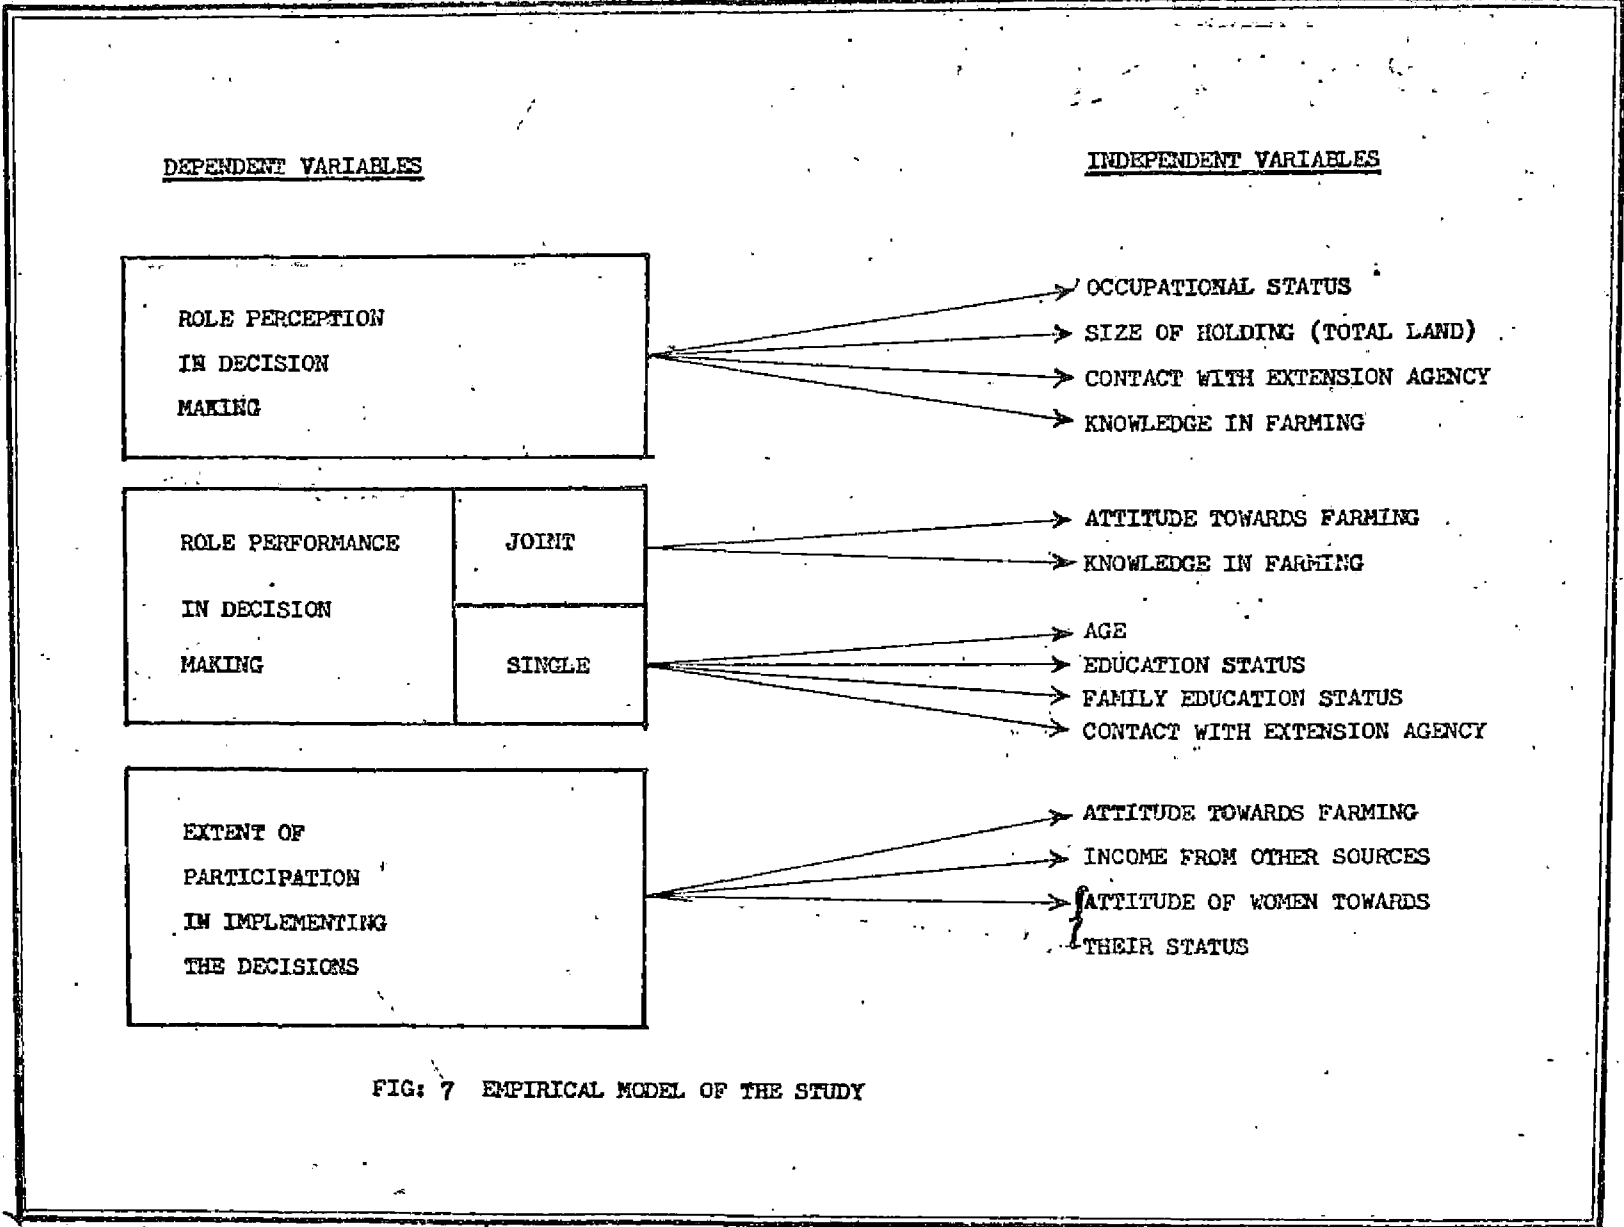 DEPENDENT VARIABLES
INDEPENDENT VARIABLES
ROLE PERCEPTION
IN DECISION
MAKING
OCCUPATIONAL STATUS
SIZE OF HOLDING (TOTAL LAND)
CONTACT WITH EXTENSION AGENCY
KNOWLEDGE IN FARMING
ROLE PERFORMANCE
IN DECISION
MAKING
JOINT
ATTITUDE TOWARDS FARMING
KNOWLEDGE IN FARMING
SINGLE
AGE
EDUCATION STATUS
FAMILY EDUCATION STATUS
CONTACT WITH EXTENSION AGENCY
EXTENT OF
PARTICIPATION
IN IMPLEMENTING
THE DECISIONS
ATTITUDE TOWARDS FARMING
INCOME FROM OTHER SOURCES
ATTITUDE OF WOMEN TOWARDS
THEIR STATUS
FIG: 7 EMPIRICAL MODEL OF THE STUDY